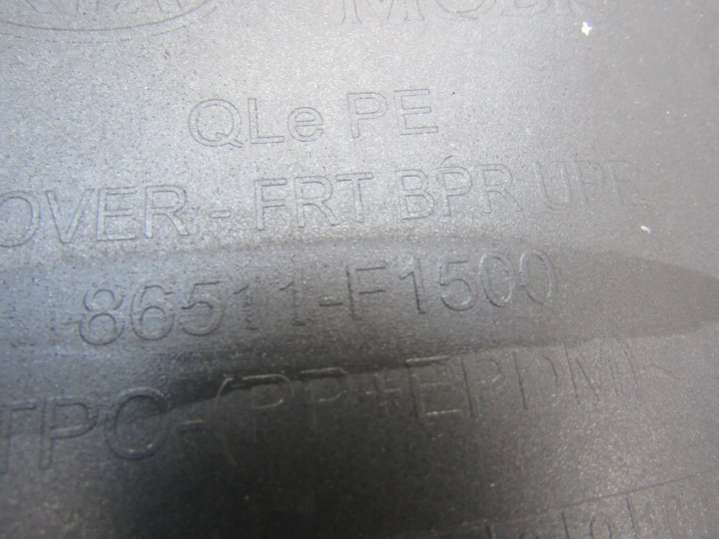 QLe PE
OVER - FRT BPR UPR
86511-F1500
TPO-(PP+EPDM)